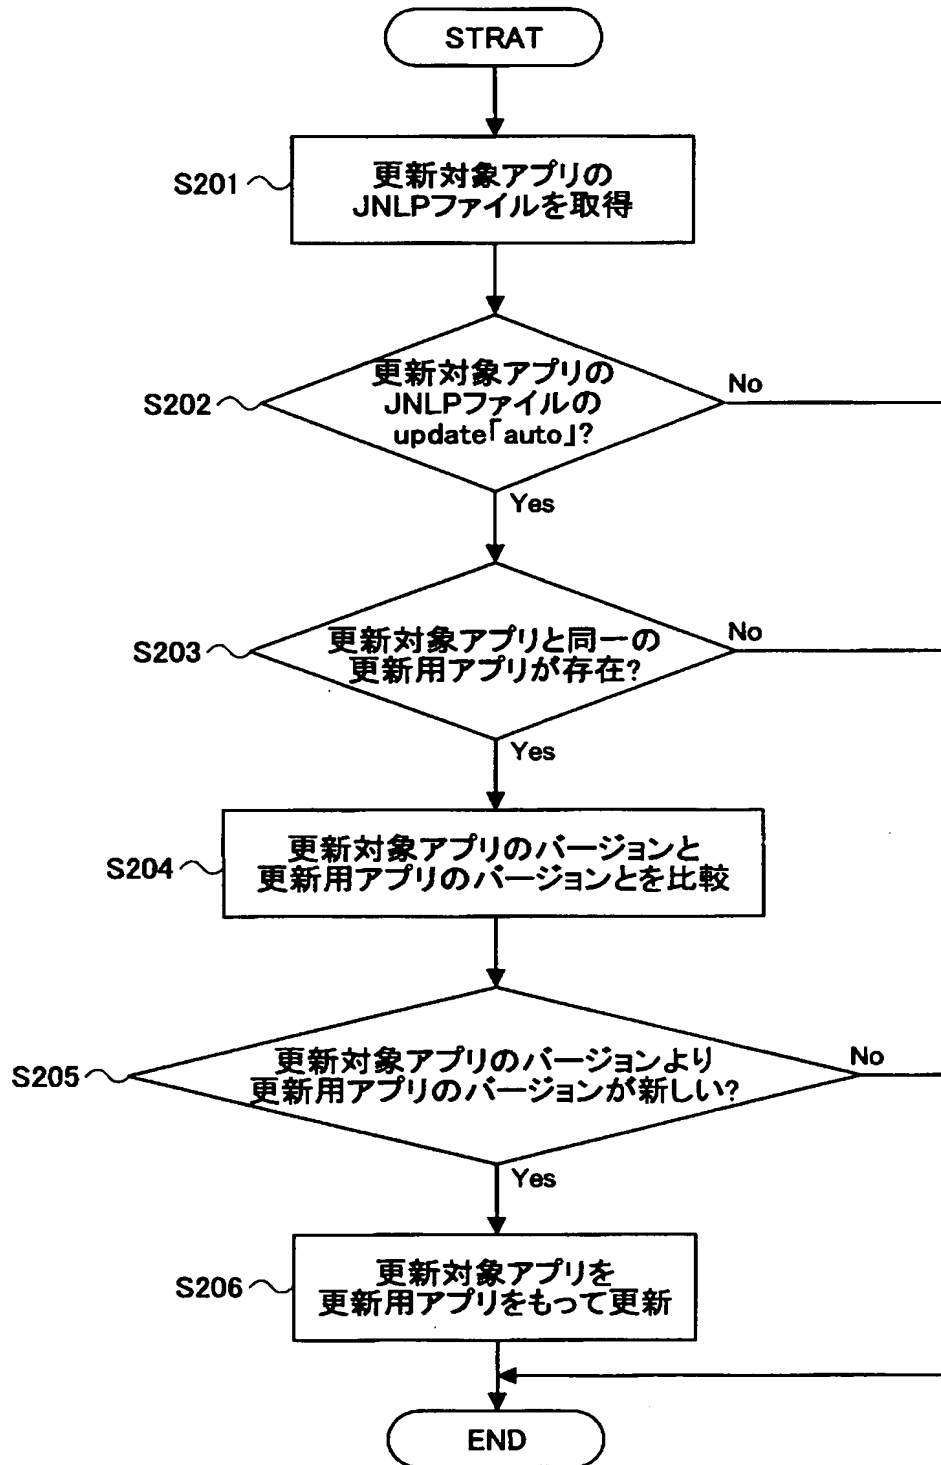 STRAT
S201
更新対象アプリの
JNLPファイルを取得
S202
更新対象アプリの
JNLPファイルの
update「auto」?
No
Yes
S203
更新対象アプリと同一の
更新用アプリが存在?
No
Yes
S204
更新対象アプリのバージョンと
更新用アプリのバージョンとを比較
S205
更新対象アプリのバージョンより
更新用アプリのバージョンが新しい?
No
Yes
S206
更新対象アプリを
更新用アプリをもって更新
END